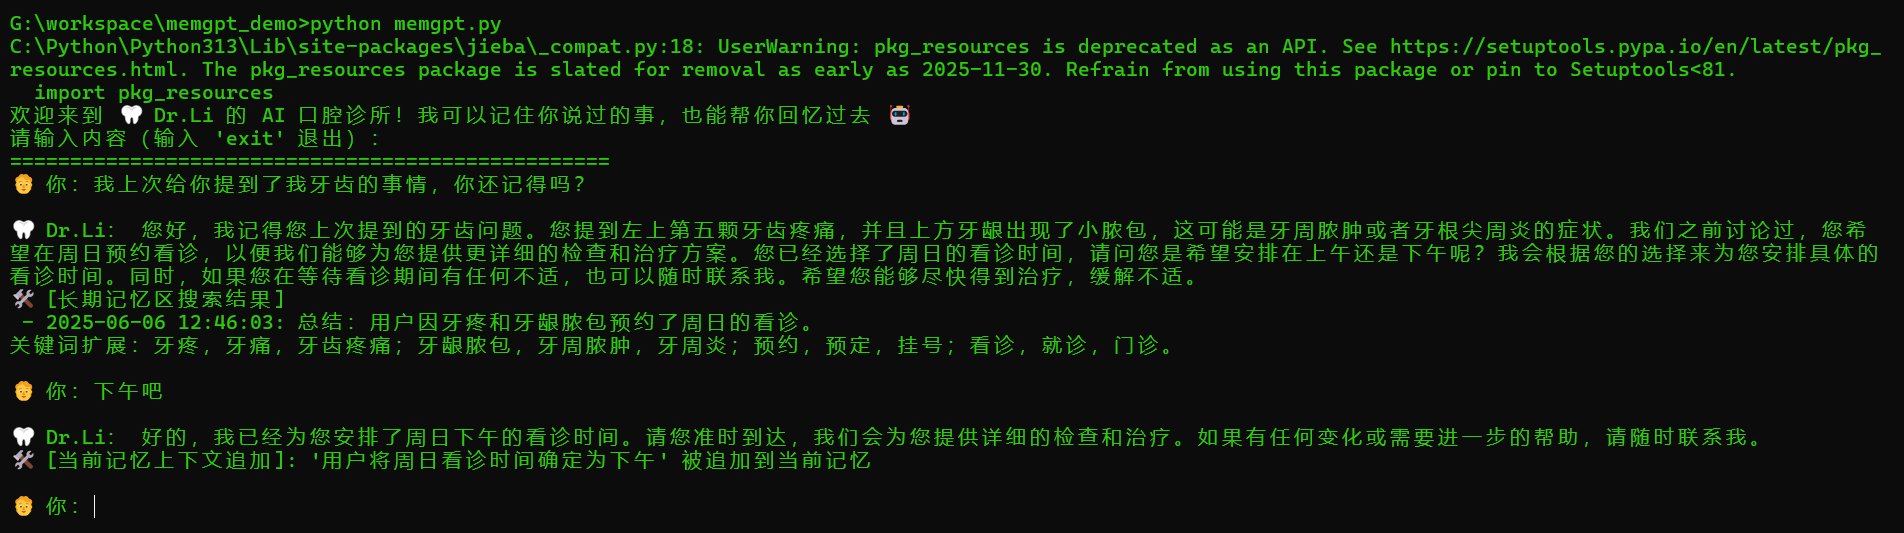 G:\workspace\memgpt_demo>python memgpt.py
C:\Python\Python313\Lib\site-packages\jieba\_compat.py:18: UserWarning: pkg_resources is deprecated as an API. See https://setuptools.pypa.io/en/latest/pkg_
resources.html. The pkg_resources package is slated for removal as early as 2025-11-30. Refrain from using this package or pin to Setuptools<81.
  import pkg_resources
欢迎来到 🦷 Dr.Li 的 AI 口腔诊所！我可以记住你说过的事，也能帮你回忆过去 🤖
请输入内容（输入 'exit' 退出）：
==================================================
🧑 你：我上次给你提到了我牙齿的事情，你还记得吗？
🦷 Dr.Li： 您好，我记得您上次提到的牙齿问题。您提到左上第五颗牙齿疼痛，并且上方牙龈出现了小脓包，这可能是牙周脓肿或者牙根尖周炎的症状。我们之前讨论过，您希
望在周日预约看诊，以便我们能够为您提供更详细的检查和治疗方案。您已经选择了周日的看诊时间，请问您是希望安排在上午还是下午呢？我会根据您的选择来为您安排具体的
看诊时间。同时，如果您在等待看诊期间有任何不适，也可以随时联系我。希望您能够尽快得到治疗，缓解不适。
🛠 [长期记忆区搜索结果]
 - 2025-06-06 12:46:03: 总结：用户因牙疼和牙龈脓包预约了周日的看诊。
关键词扩展：牙疼，牙痛，牙齿疼痛；牙龈脓包，牙周脓肿，牙周炎；预约，预定，挂号；看诊，就诊，门诊。
🧑 你：下午吧
🦷 Dr.Li： 好的，我已经为您安排了周日下午的看诊时间。请您准时到达，我们会为您提供详细的检查和治疗。如果有任何变化或需要进一步的帮助，请随时联系我。
🛠 [当前记忆上下文追加]: '用户将周日看诊时间确定为下午' 被追加到当前记忆
🧑 你：